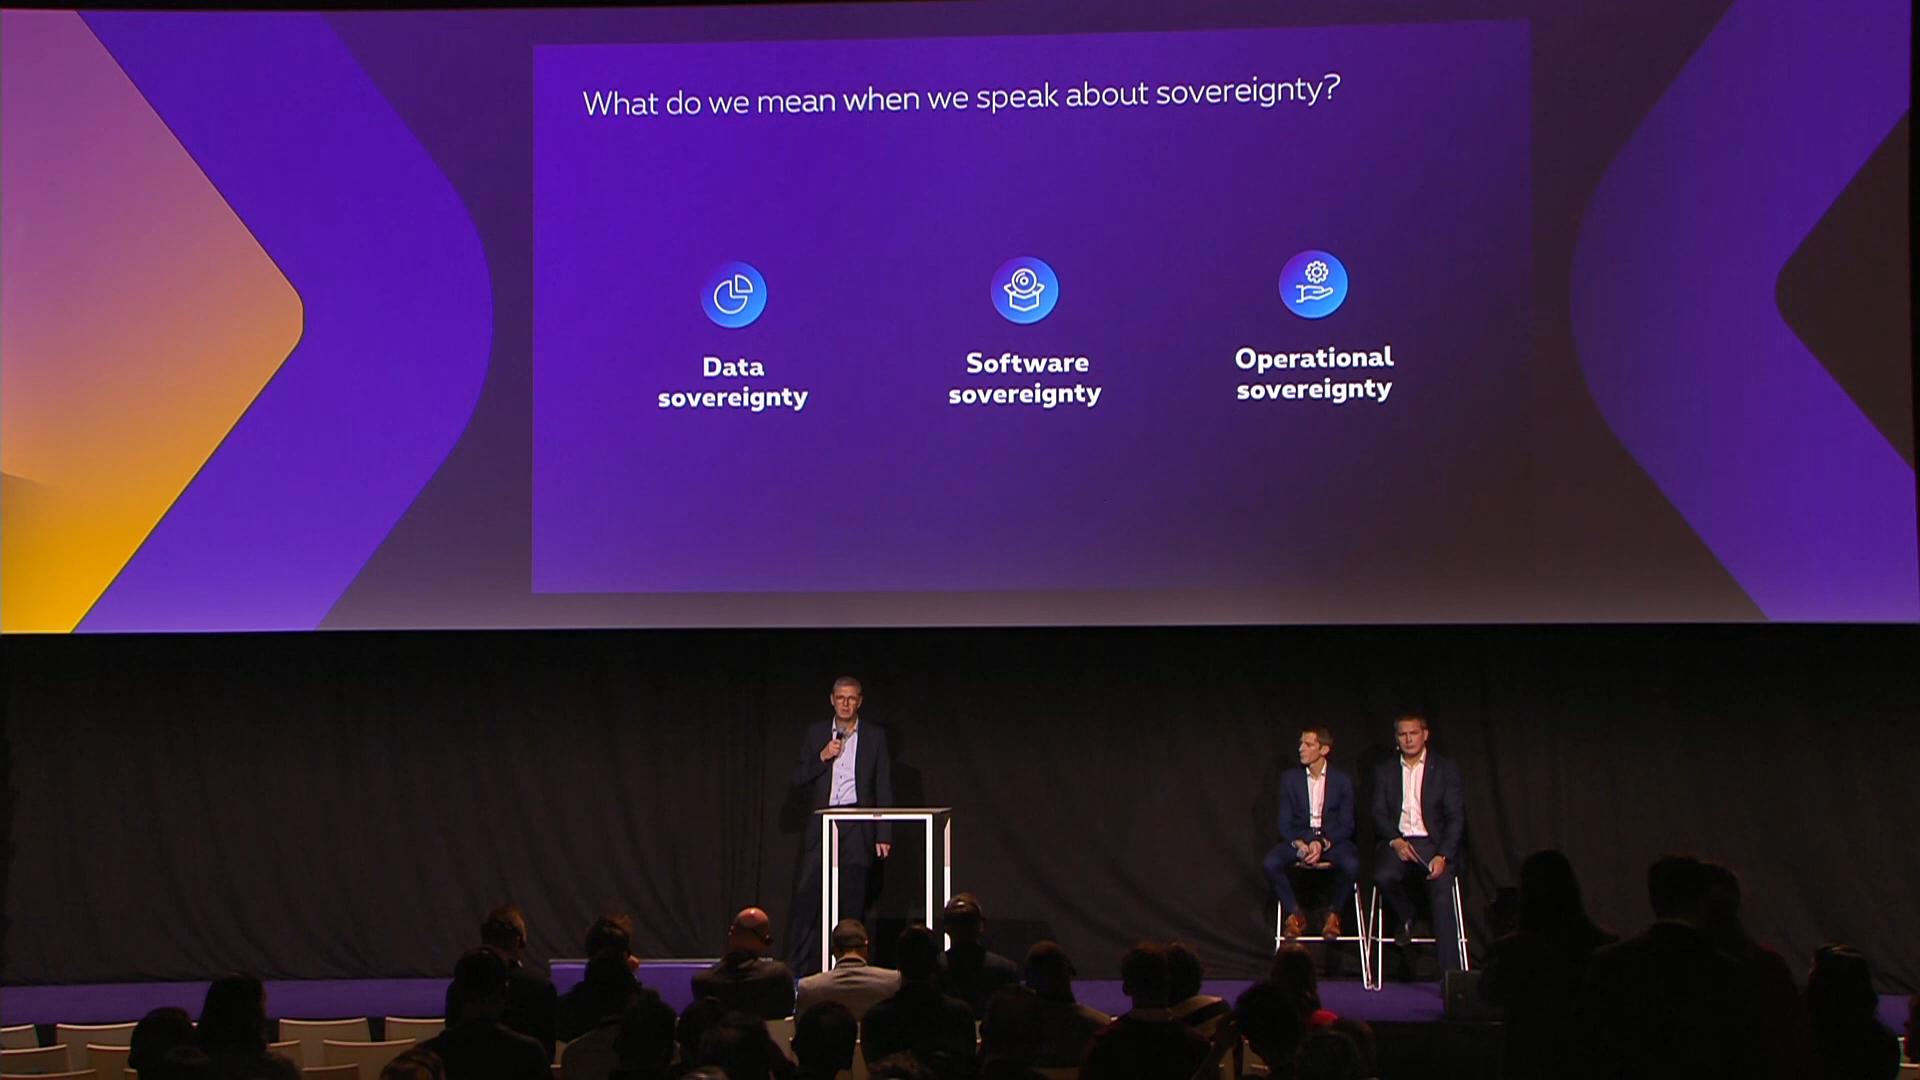 What do we mean when we speak about sovereignty?
Data
sovereignty
Software
sovereignty
Operational
sovereignty